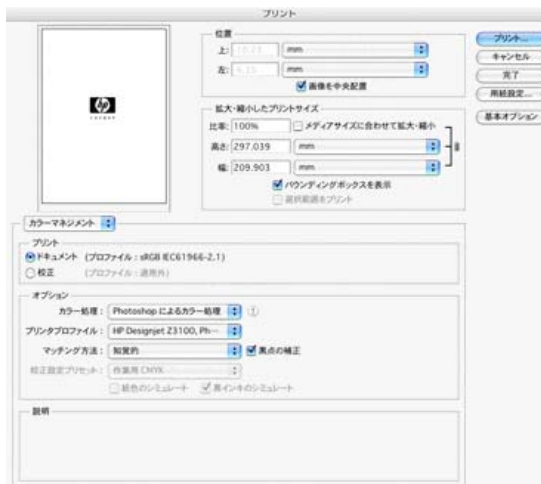 プリント
位置
上: mm
左: mm
画像を中央配置
拡大・縮小したプリントサイズ
比率: 100% メディアサイズに合わせて拡大・縮小
高さ: 297.039 mm
幅: 209.903 mm
バウンディングボックスを表示
選択範囲をプリント
プリント...
キャンセル
完了
用紙設定...
基本オプション
hp
カラーマネジメント
プリント
ドキュメント (プロファイル : sRGB IEC61966-2.1)
校正 (プロファイル : 適用外)
オプション
カラー処理 : Photoshop によるカラー処理
プリンタプロファイル : HP Designjet Z3100, Ph…
マッチング方法 : 知覚的 黒点の補正
校正設定プリセット : 作業用 CMYK
紙色のシミュレート 黒インキのシミュレート
説明